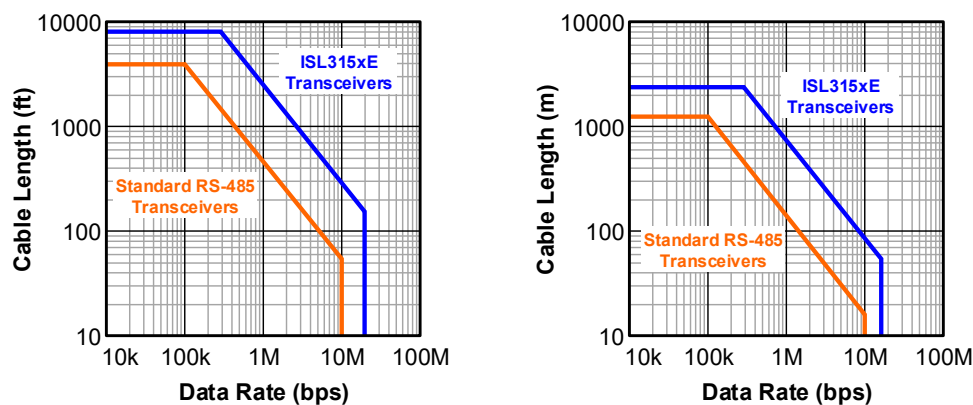 10000
1000
100
10
Cable Length (ft)
ISL315xE
Transceivers
Standard RS-485
Transceivers
10k 100k 1M 10M 100M
Data Rate (bps)
10000
1000
100
10
Cable Length (m)
ISL315xE
Transceivers
Standard RS-485
Transceivers
10k 100k 1M 10M 100M
Data Rate (bps)